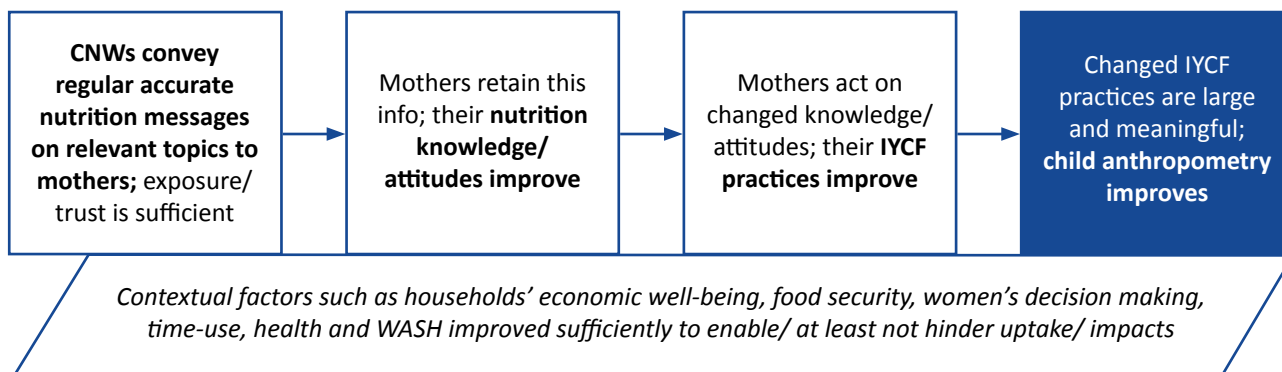 CNWs convey
regular accurate
nutrition messages
on relevant topics to
mothers; exposure/
trust is sufficient
Mothers retain this
info; their nutrition
knowledge/
attitudes improve
Mothers act on
changed knowledge/
attitudes; their IYCF
practices improve
Changed IYCF
practices are large
and meaningful;
child anthropometry
improves
Contextual factors such as households’ economic well-being, food security, women’s decision making,
time-use, health and WASH improved sufficiently to enable/ at least not hinder uptake/ impacts